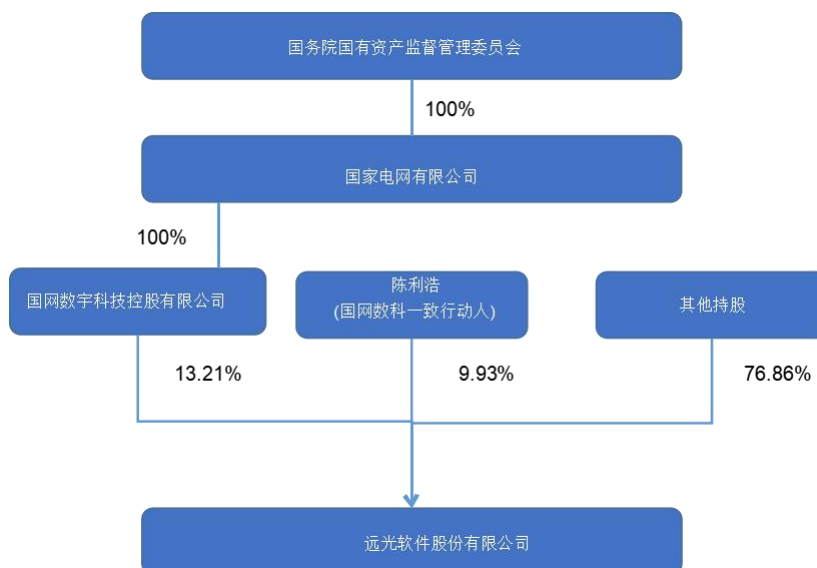 国务院国有资产监督管理委员会
100%
国家电网有限公司
100%
国网数字科技控股有限公司
陈利浩
(国网数科一致行动人)
其他持股
13.21%
9.93%
76.86%
远光软件股份有限公司